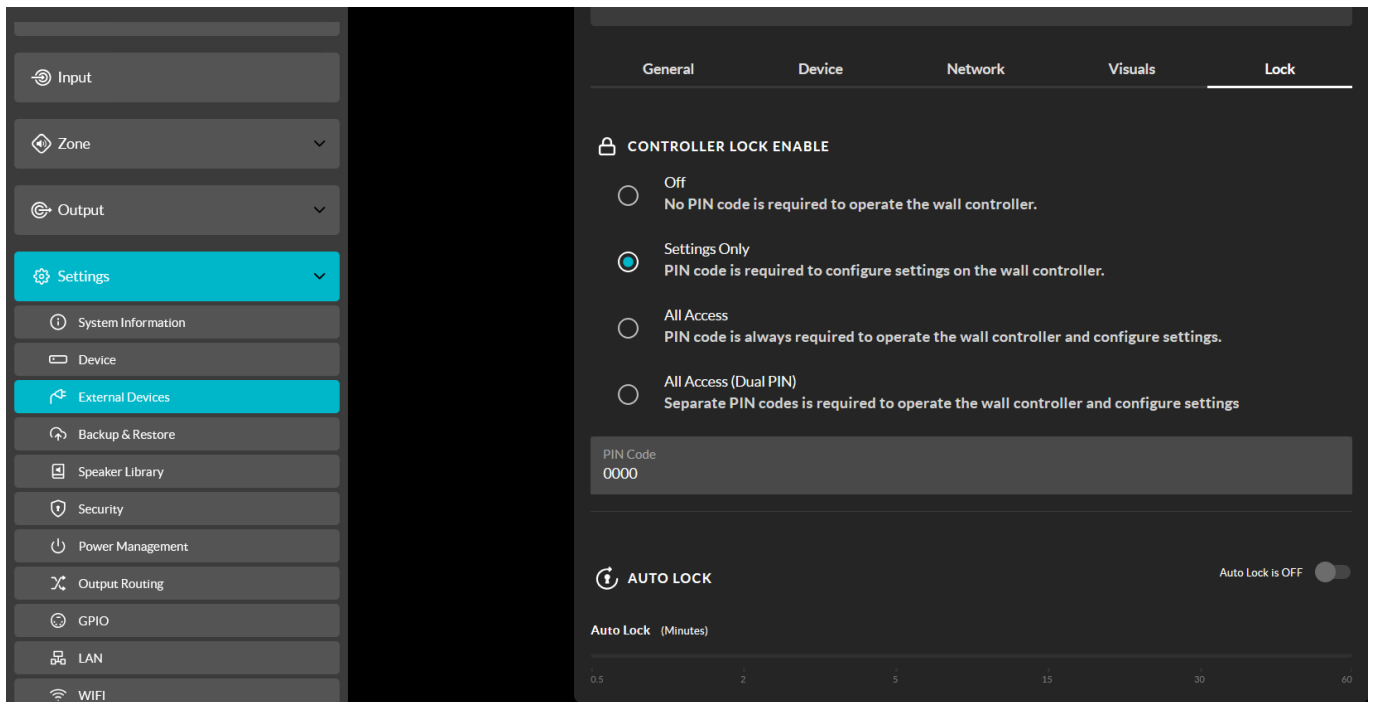 Input
Zone
Output
Settings
System Information
Device
External Devices
Backup & Restore
Speaker Library
Security
Power Management
Output Routing
GPIO
LAN
WIFI
General Device Network Visuals Lock
CONTROLLER LOCK ENABLE
Off
No PIN code is required to operate the wall controller.
Settings Only
PIN code is required to configure settings on the wall controller.
All Access
PIN code is always required to operate the wall controller and configure settings.
All Access (Dual PIN)
Separate PIN codes is required to operate the wall controller and configure settings
PIN Code
0000
AUTO LOCK
Auto Lock is OFF
Auto Lock (Minutes)
0.5 2 5 15 30 60